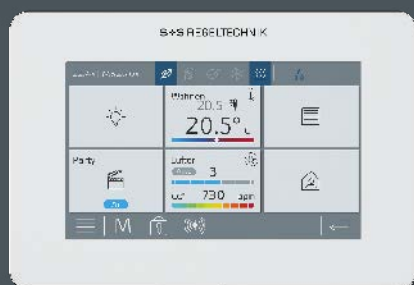 S+S REGELTECHNIK
Wohnen
20.5
20.5°
Party
Lüfter
3
730 ppm
M